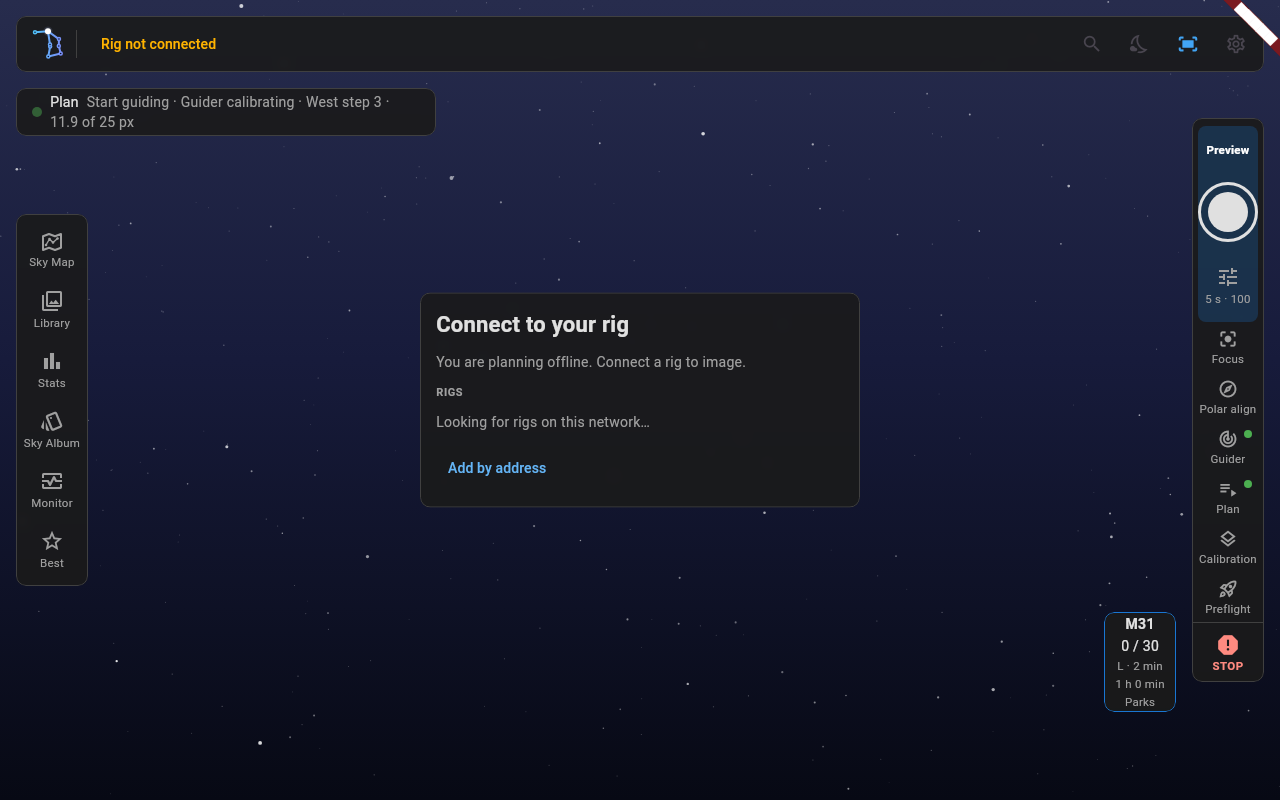 Rig not connected
Plan Start guiding · Guider calibrating · West step 3 ·
11.9 of 25 px
Preview
5 s · 100
Sky Map
Library
Stats
Sky Album
Monitor
Best
Connect to your rig
You are planning offline. Connect a rig to image.
RIGS
Looking for rigs on this network…
Add by address
Focus
Polar align
Guider
Plan
Calibration
Preflight
STOP
M31
0 / 30
L · 2 min
1 h 0 min
Parks